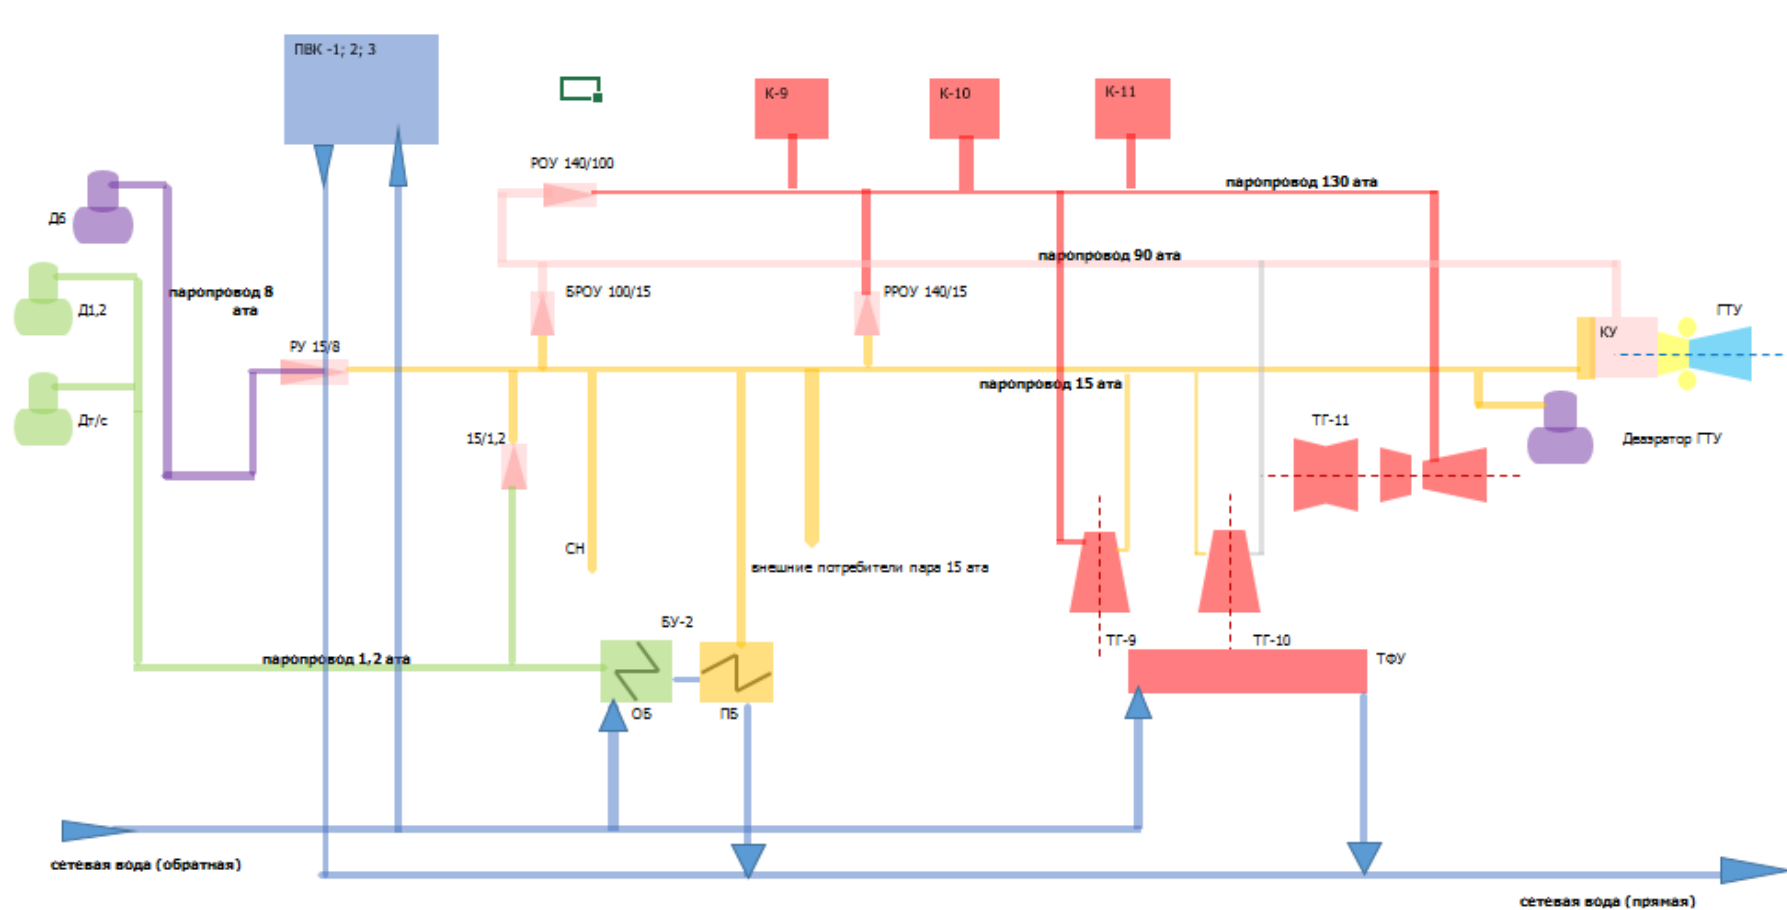 ПВК -1; 2; 3
К-9
К-10
К-11
РОУ 140/100
паропровод 130 ата
Д6
паропровод 90 ата
паропровод 8
ата
БРОУ 100/15
РРОУ 140/15
Д1,2
ГТУ
КУ
РУ 15/8
паропровод 15 ата
Дт/с
ТГ-11
15/1,2
Деаэратор ГТУ
СН
внешние потребители пара 15 ата
БУ-2
ТГ-9
ТГ-10
паропровод 1,2 ата
ТФУ
ОБ
ПБ
сетевая вода (обратная)
сетевая вода (прямая)